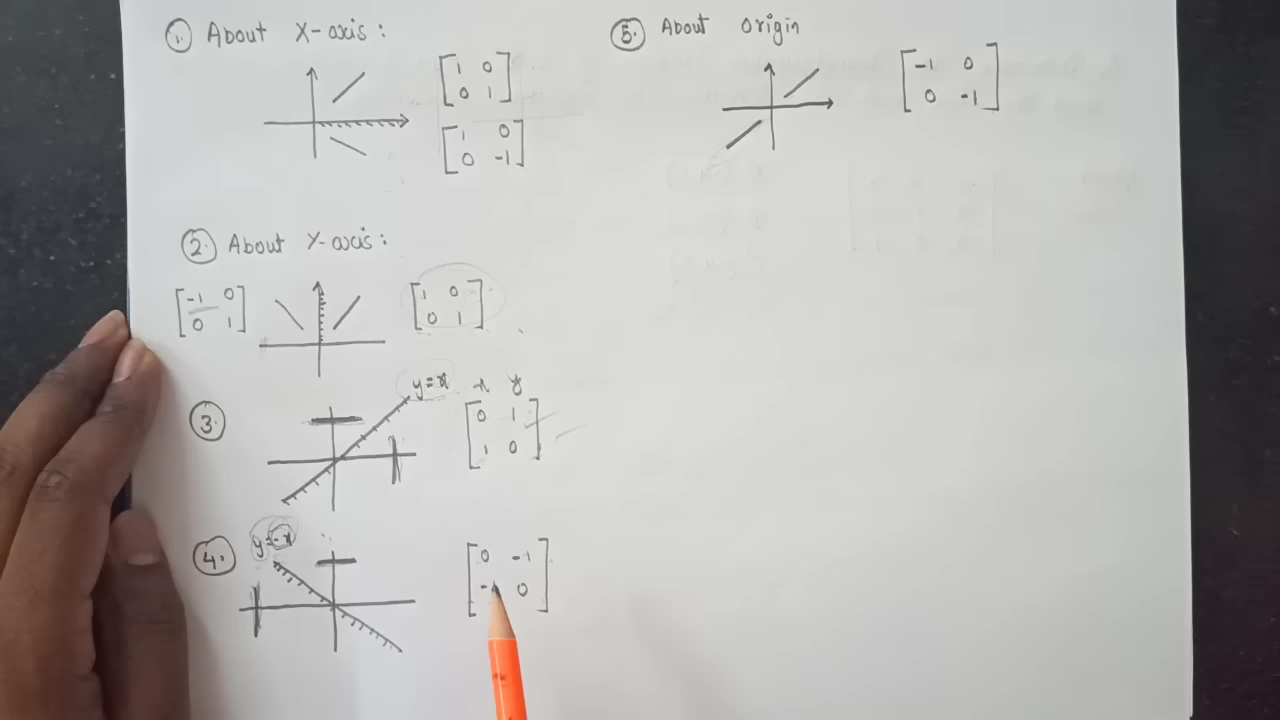 1. About X-axis:
1 0
0 1
1 0
0 -1
2. About Y-axis:
-1 0
0 1
1 0
0 1
3.
y=x
x y
0 1
1 0
4.
y=-x
0 -1
0
5. About origin
-1 0
0 -1